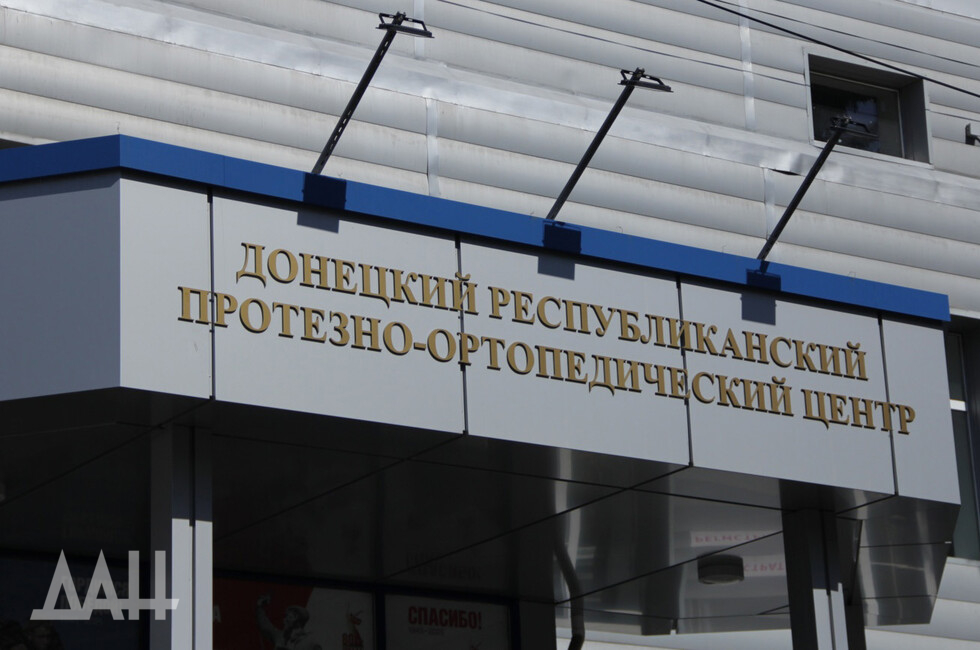 ДОНЕЦКИЙ РЕСПУБЛИКАНСКИЙ
ПРОТЕЗНО-ОРТОПЕДИЧЕСКИЙ ЦЕНТР
ДАН
СПАСИБО!